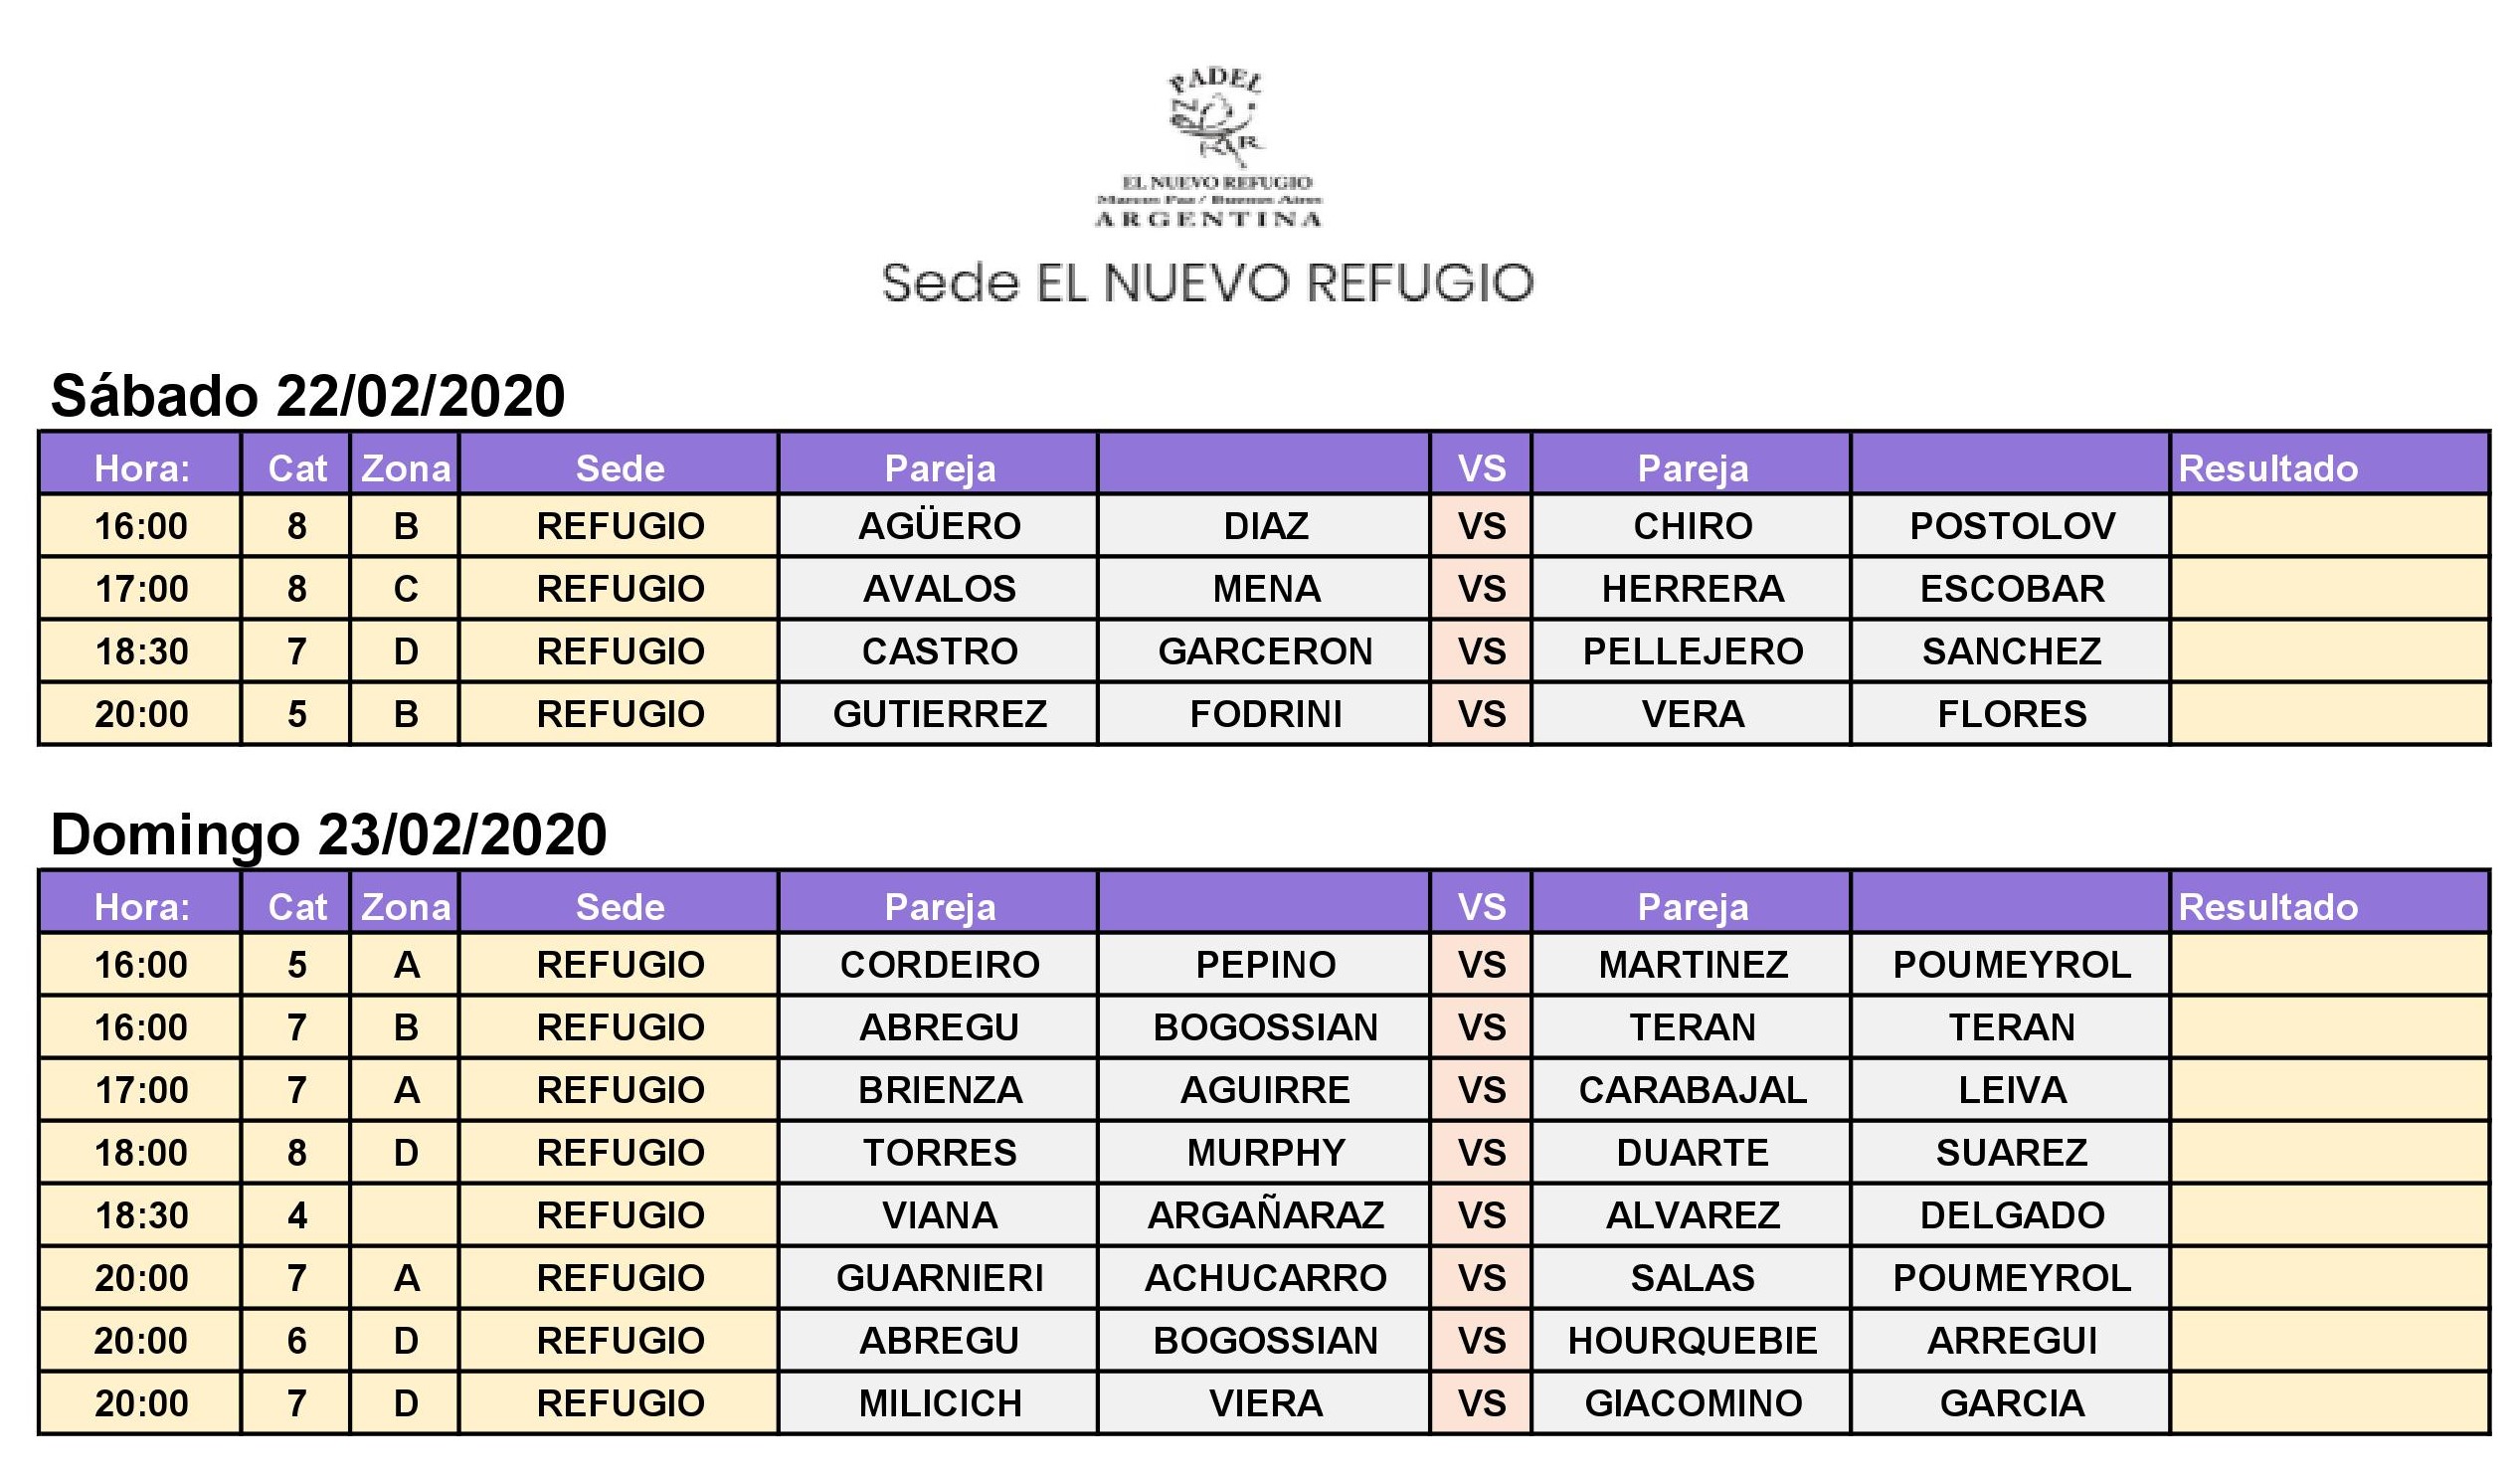 PADEL
EL NUEVO REFUGIO
Marcos Paz / Buenos Aires
ARGENTINA
Sede EL NUEVO REFUGIO
Sábado 22/02/2020
Hora: Cat Zona Sede Pareja VS Pareja Resultado
16:00 8 B REFUGIO AGÜERO DIAZ VS CHIRO POSTOLOV
17:00 8 C REFUGIO AVALOS MENA VS HERRERA ESCOBAR
18:30 7 D REFUGIO CASTRO GARCERON VS PELLEJERO SANCHEZ
20:00 5 B REFUGIO GUTIERREZ FODRINI VS VERA FLORES
Domingo 23/02/2020
Hora: Cat Zona Sede Pareja VS Pareja Resultado
16:00 5 A REFUGIO CORDEIRO PEPINO VS MARTINEZ POUMEYROL
16:00 7 B REFUGIO ABREGU BOGOSSIAN VS TERAN TERAN
17:00 7 A REFUGIO BRIENZA AGUIRRE VS CARABAJAL LEIVA
18:00 8 D REFUGIO TORRES MURPHY VS DUARTE SUAREZ
18:30 4 REFUGIO VIANA ARGAÑARAZ VS ALVAREZ DELGADO
20:00 7 A REFUGIO GUARNIERI ACHUCARRO VS SALAS POUMEYROL
20:00 6 D REFUGIO ABREGU BOGOSSIAN VS HOURQUEBIE ARREGUI
20:00 7 D REFUGIO MILICICH VIERA VS GIACOMINO GARCIA